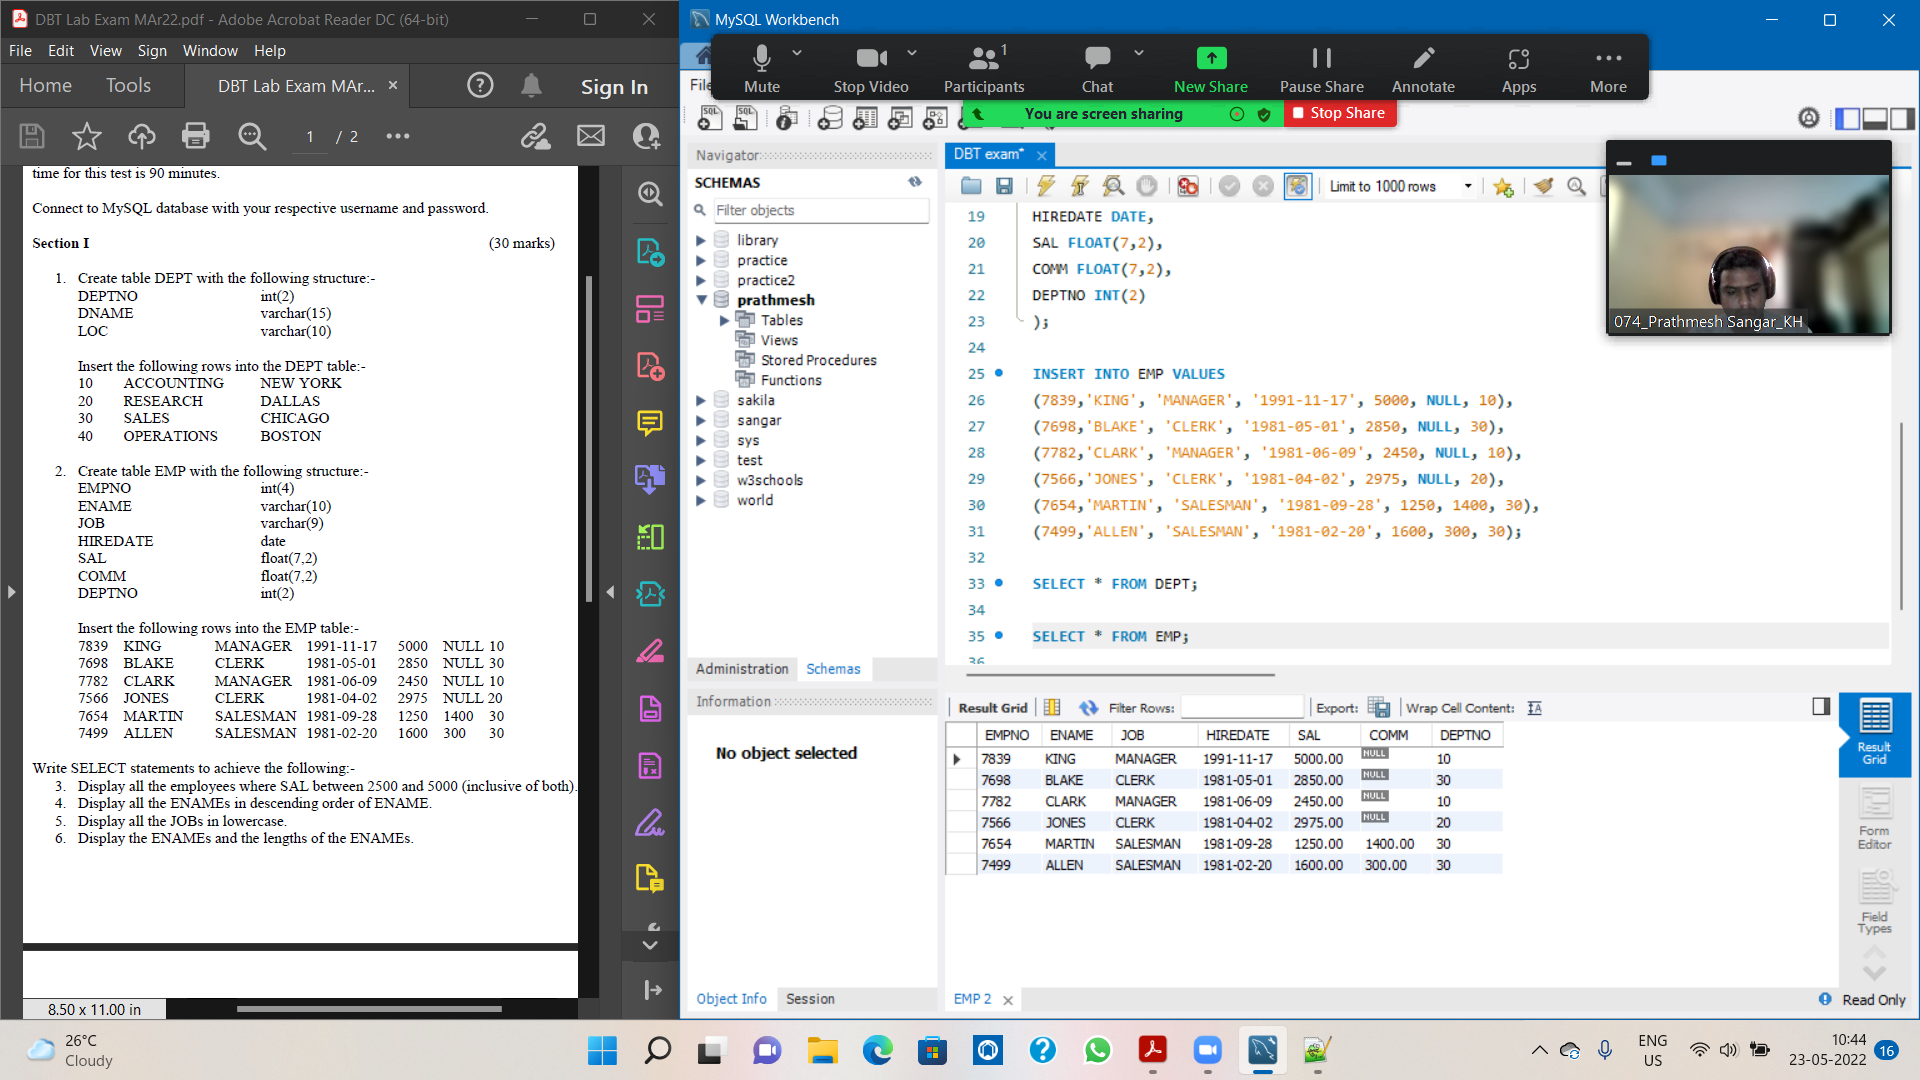 DBT Lab Exam MAr22.pdf - Adobe Acrobat Reader DC (64-bit)
File Edit View Sign Window Help
Home Tools DBT Lab Exam MAr... × Sign In
1 / 2
time for this test is 90 minutes.
Connect to MySQL database with your respective username and password.
Section I (30 marks)
1. Create table DEPT with the following structure:-
DEPTNO int(2)
DNAME varchar(15)
LOC varchar(10)
Insert the following rows into the DEPT table:-
10 ACCOUNTING NEW YORK
20 RESEARCH DALLAS
30 SALES CHICAGO
40 OPERATIONS BOSTON
2. Create table EMP with the following structure:-
EMPNO int(4)
ENAME varchar(10)
JOB varchar(9)
HIREDATE date
SAL float(7,2)
COMM float(7,2)
DEPTNO int(2)
Insert the following rows into the EMP table:-
7839 KING MANAGER 1991-11-17 5000 NULL 10
7698 BLAKE CLERK 1981-05-01 2850 NULL 30
7782 CLARK MANAGER 1981-06-09 2450 NULL 10
7566 JONES CLERK 1981-04-02 2975 NULL 20
7654 MARTIN SALESMAN 1981-09-28 1250 1400 30
7499 ALLEN SALESMAN 1981-02-20 1600 300 30
Write SELECT statements to achieve the following:-
3. Display all the employees where SAL between 2500 and 5000 (inclusive of both).
4. Display all the ENAMEs in descending order of ENAME.
5. Display all the JOBs in lowercase.
6. Display the ENAMEs and the lengths of the ENAMEs.
8.50 x 11.00 in
MySQL Workbench
Mute Stop Video Participants 1 Chat New Share Pause Share Annotate Apps More
You are screen sharing Stop Share
Navigator
SCHEMAS
Filter objects
library
practice
practice2
prathmesh
Tables
Views
Stored Procedures
Functions
sakila
sangar
sys
test
w3schools
world
Administration Schemas
Information
No object selected
Object Info Session
DBT exam*
Limit to 1000 rows
074_Prathmesh Sangar_KH
19 HIREDATE DATE,
20 SAL FLOAT(7,2),
21 COMM FLOAT(7,2),
22 DEPTNO INT(2)
23 );
24
25 INSERT INTO EMP VALUES
26 (7839,'KING', 'MANAGER', '1991-11-17', 5000, NULL, 10),
27 (7698,'BLAKE', 'CLERK', '1981-05-01', 2850, NULL, 30),
28 (7782,'CLARK', 'MANAGER', '1981-06-09', 2450, NULL, 10),
29 (7566,'JONES', 'CLERK', '1981-04-02', 2975, NULL, 20),
30 (7654,'MARTIN', 'SALESMAN', '1981-09-28', 1250, 1400, 30),
31 (7499,'ALLEN', 'SALESMAN', '1981-02-20', 1600, 300, 30);
32
33 SELECT * FROM DEPT;
34
35 SELECT * FROM EMP;
36
Result Grid Filter Rows: Export: Wrap Cell Content:
EMPNO ENAME JOB HIREDATE SAL COMM DEPTNO
7839 KING MANAGER 1991-11-17 5000.00 NULL 10
7698 BLAKE CLERK 1981-05-01 2850.00 NULL 30
7782 CLARK MANAGER 1981-06-09 2450.00 NULL 10
7566 JONES CLERK 1981-04-02 2975.00 NULL 20
7654 MARTIN SALESMAN 1981-09-28 1250.00 1400.00 30
7499 ALLEN SALESMAN 1981-02-20 1600.00 300.00 30
Result Grid
Form Editor
Field Types
EMP 2 Read Only
26°C
Cloudy
ENG
US
10:44
23-05-2022
16